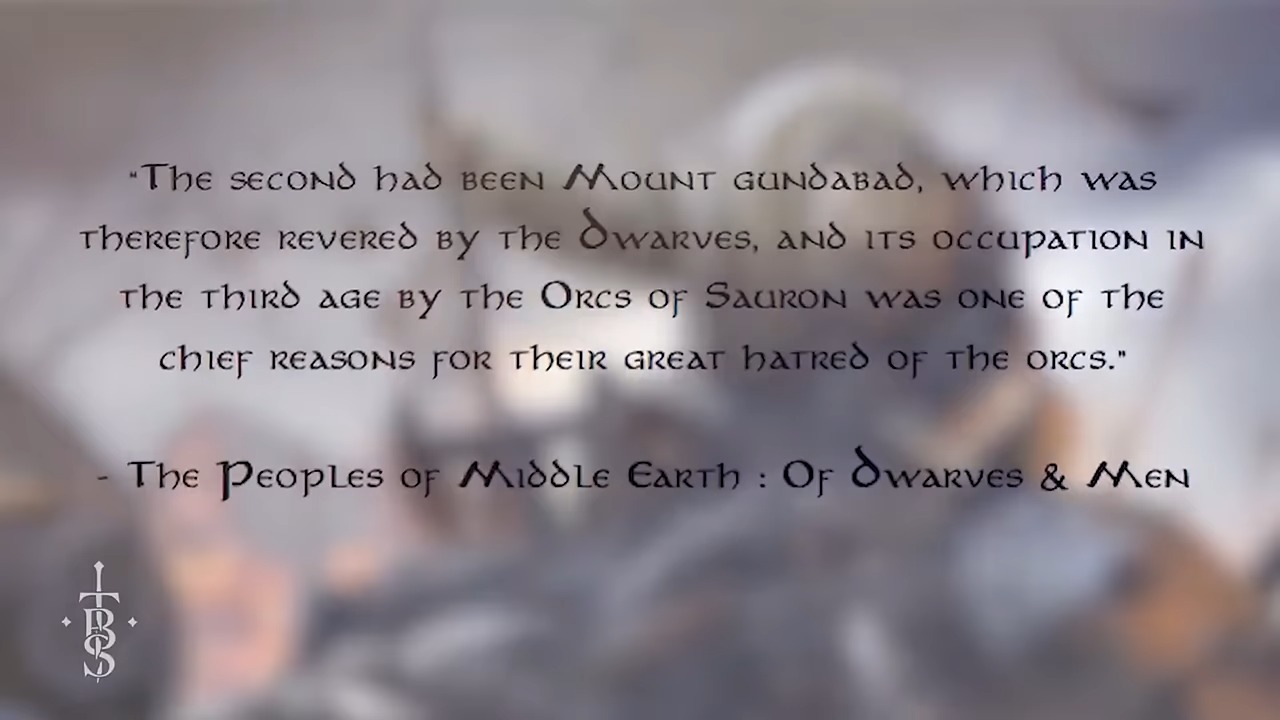 "The second had been Mount Gundabad, which was
therefore revered by the Dwarves, and its occupation in
the third age by the Orcs of Sauron was one of the
chief reasons for their great hatred of the orcs."
- The Peoples of Middle Earth : Of Dwarves & Men
TBS